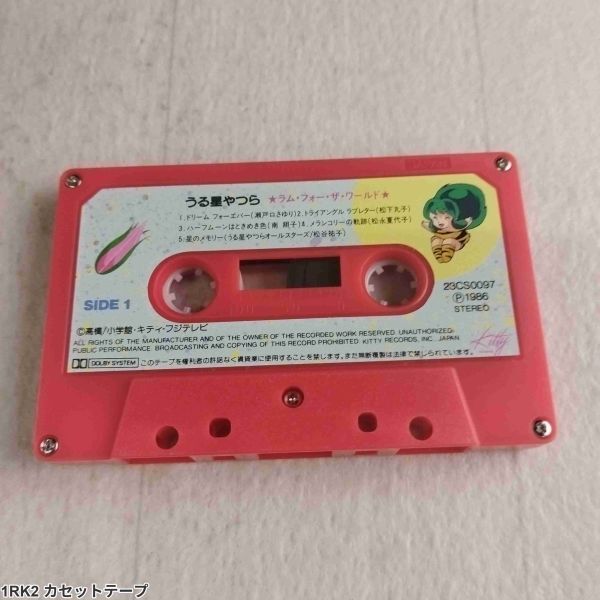 うる星やつら ★ラム・フォー・ザ・ワールド★
1.ドリーム フォーエバー(瀬戸口さゆり)2.トライアングル ラブレター(松下丸子)
3.ハーフムーンはときめき色(南 翔子)4.メランコリーの軌跡(松永夏代子)
5.星のメモリー(うる星やつらオールスターズ/松谷祐子)
SIDE 1
23CS0097
Ⓟ1986
STEREO
©高橋/小学館・キティ・フジテレビ
ALL RIGHTS OF THE MANUFACTURER AND OF THE OWNER OF THE RECORDED WORK RESERVED. UNAUTHORIZED
PUBLIC PERFORMANCE. BROADCASTING AND COPYING OF THIS RECORD PROHIBITED. KITTY RECORDS, INC., JAPAN.
Kitty
DOLBY SYSTEM このテープを権利者の許諾なく賃貸業に使用することを禁じます。また無断複製は法律で禁じられています。
1RK2 カセットテープ